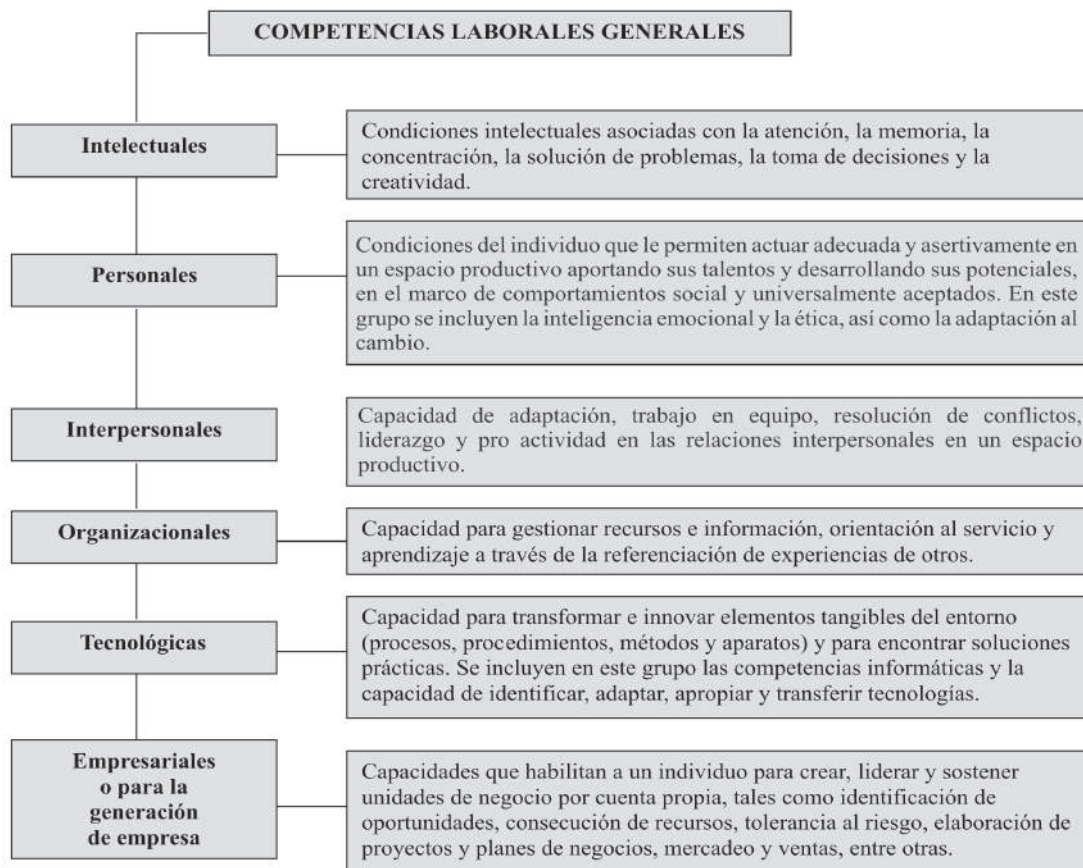 COMPETENCIAS LABORALES GENERALES
Intelectuales
Condiciones intelectuales asociadas con la atención, la memoria, la
concentración, la solución de problemas, la toma de decisiones y la
creatividad.
Personales
Condiciones del individuo que le permiten actuar adecuada y asertivamente en
un espacio productivo aportando sus talentos y desarrollando sus potenciales,
en el marco de comportamientos social y universalmente aceptados. En este
grupo se incluyen la inteligencia emocional y la ética, así como la adaptación al
cambio.
Interpersonales
Capacidad de adaptación, trabajo en equipo, resolución de conflictos,
liderazgo y pro actividad en las relaciones interpersonales en un espacio
productivo.
Organizacionales
Capacidad para gestionar recursos e información, orientación al servicio y
aprendizaje a través de la referenciación de experiencias de otros.
Tecnológicas
Capacidad para transformar e innovar elementos tangibles del entorno
(procesos, procedimientos, métodos y aparatos) y para encontrar soluciones
prácticas. Se incluyen en este grupo las competencias informáticas y la
capacidad de identificar, adaptar, apropiar y transferir tecnologías.
Empresariales
o para la
generación
de empresa
Capacidades que habilitan a un individuo para crear, liderar y sostener
unidades de negocio por cuenta propia, tales como identificación de
oportunidades, consecución de recursos, tolerancia al riesgo, elaboración de
proyectos y planes de negocios, mercadeo y ventas, entre otras.